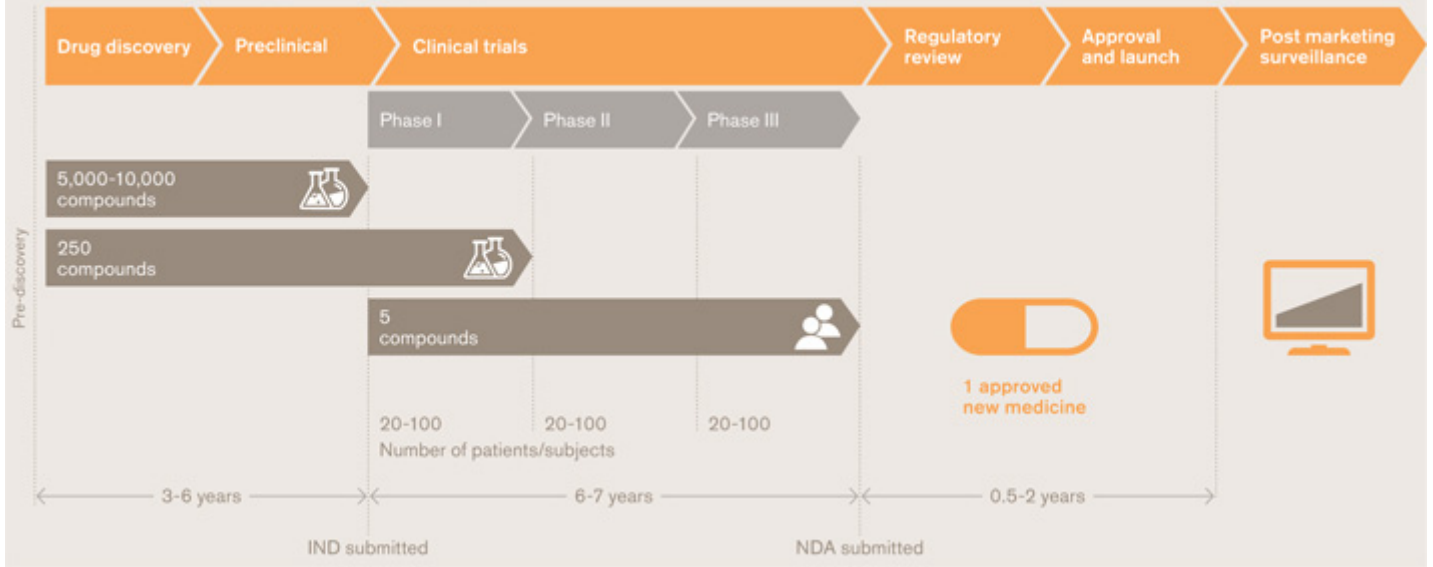 Drug discovery
Preclinical
Clinical trials
Regulatory
review
Approval
and launch
Post marketing
surveillance
Phase I
Phase II
Phase III
Pre-discovery
5,000-10,000
compounds
250
compounds
5
compounds
1 approved
new medicine
20-100
20-100
20-100
Number of patients/subjects
3-6 years
6-7 years
0.5-2 years
IND submitted
NDA submitted